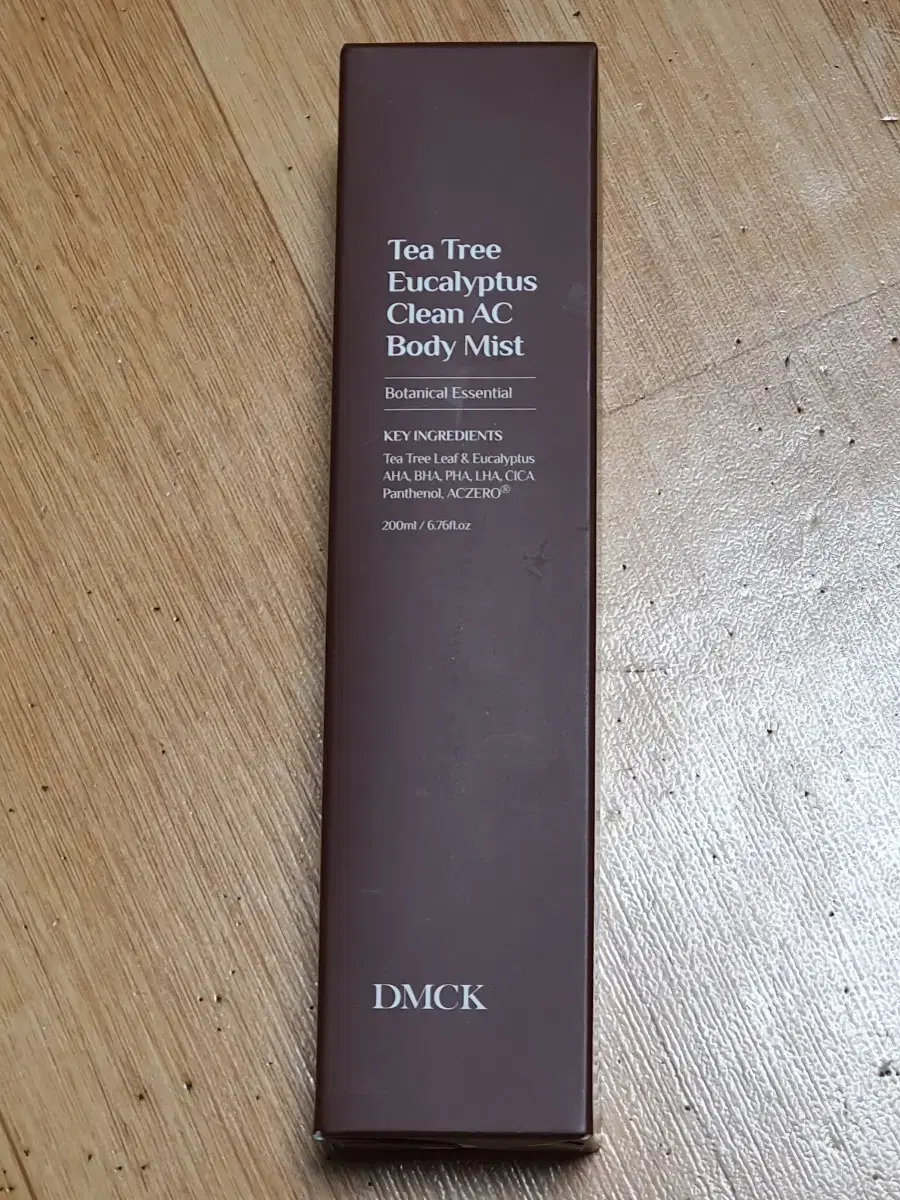 Tea Tree
Eucalyptus
Clean AC
Body Mist
Botanical Essential
KEY INGREDIENTS
Tea Tree Leaf & Eucalyptus
AHA, BHA, PHA, LHA, CICA
Panthenol, ACZERO®
200ml / 6.76fl.oz
DMCK